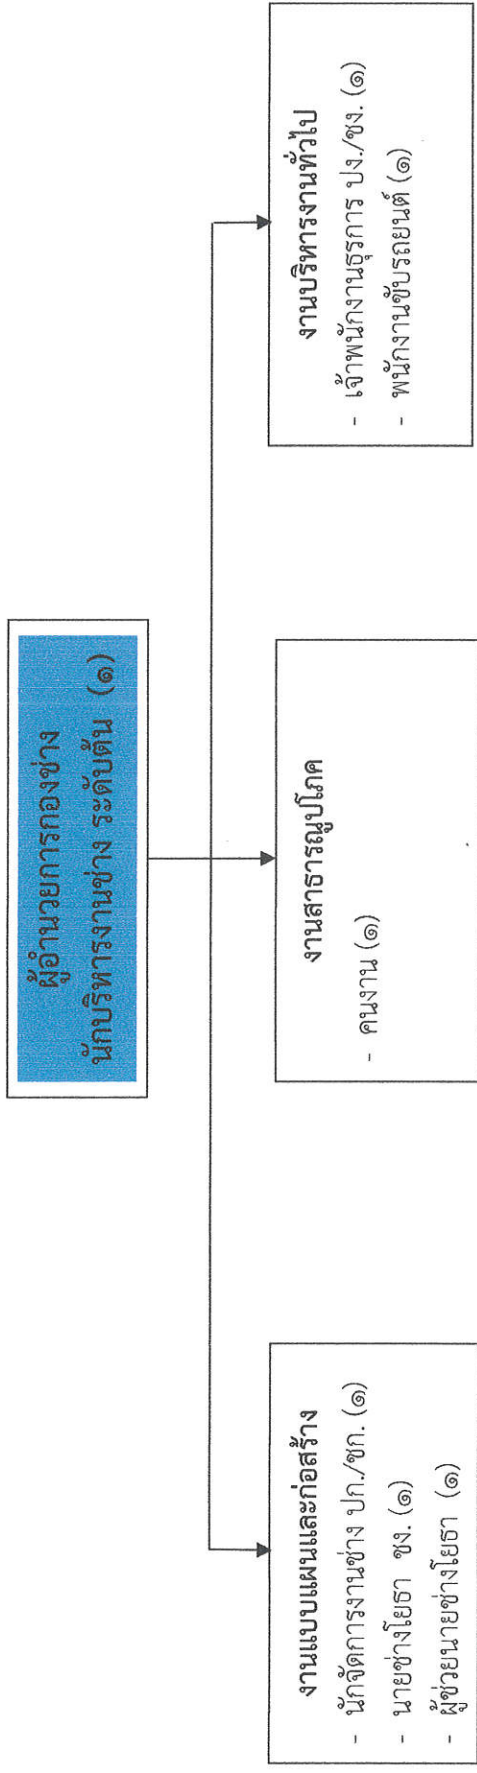 ผู้อำนวยการกองช่าง
นักบริหารงานช่าง ระดับต้น (๑)
งานแบบแผนและก่อสร้าง
- นักจัดการงานช่าง ปก./ชก. (๑)
- นายช่างโยธา ชง. (๑)
- ผู้ช่วยนายช่างโยธา (๑)
งานสาธารณูปโภค
- คนงาน (๑)
งานบริหารงานทั่วไป
- เจ้าพนักงานธุรการ ปง./ชง. (๑)
- พนักงานขับรถยนต์ (๑)